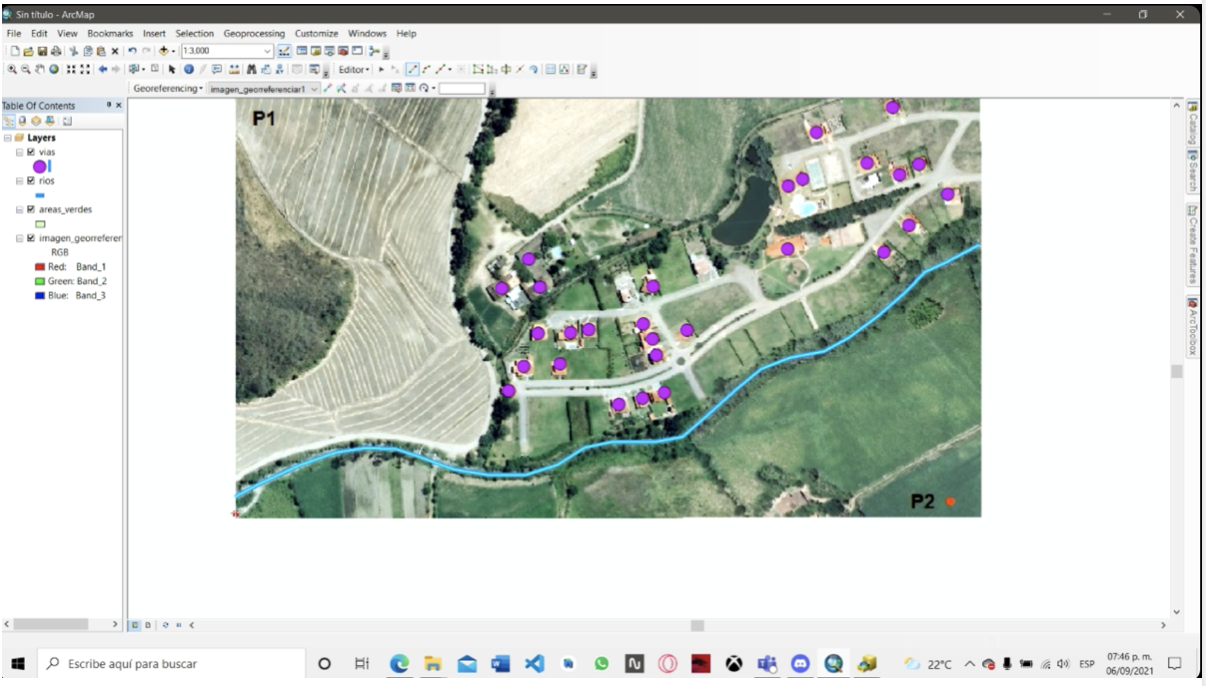 Sin título - ArcMap
File Edit View Bookmarks Insert Selection Geoprocessing Customize Windows Help
1:3.000
Editor
Georeferencing imagen_georreferenciar1
Table Of Contents
Layers
vias
rios
areas_verdes
imagen_georreferer
RGB
Red: Band_1
Green: Band_2
Blue: Band_3
P1
P2
Catalog
Search
Create Features
ArcToolbox
Escribe aquí para buscar
22°C
ESP
07:46 p. m.
06/09/2021